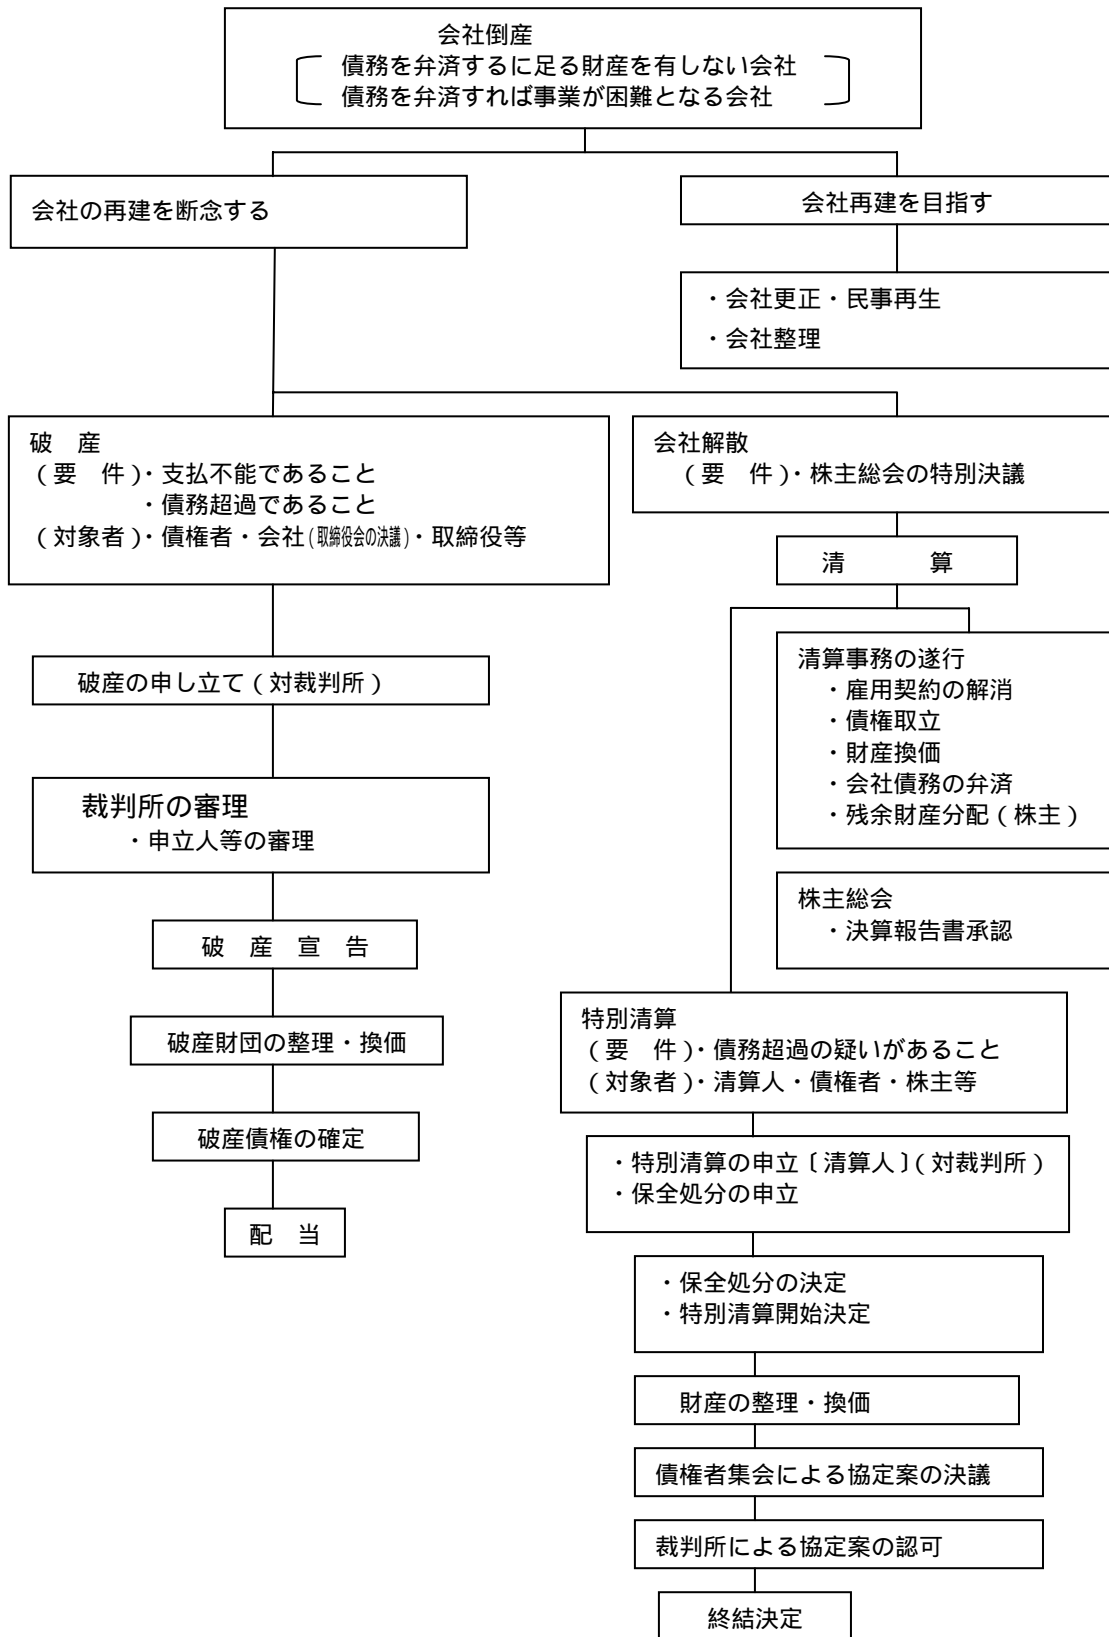 会社倒産
債務を弁済するに足る財産を有しない会社
債務を弁済すれば事業が困難となる会社
会社の再建を断念する
会社再建を目指す
・会社更正・民事再生
・会社整理
破　産
（要　件）・支払不能であること
・債務超過であること
（対象者）・債権者・会社（取締役会の決議）・取締役等
会社解散
（要　件）・株主総会の特別決議
清　　　算
破産の申し立て（対裁判所）
清算事務の遂行
・雇用契約の解消
・債権取立
・財産換価
・会社債務の弁済
・残余財産分配（株主）
裁判所の審理
・申立人等の審理
株主総会
・決算報告書承認
破　産　宣　告
破産財団の整理・換価
破産債権の確定
配　当
特別清算
（要　件）・債務超過の疑いがあること
（対象者）・清算人・債権者・株主等
・特別清算の申立〔清算人〕（対裁判所）
・保全処分の申立
・保全処分の決定
・特別清算開始決定
財産の整理・換価
債権者集会による協定案の決議
裁判所による協定案の認可
終結決定